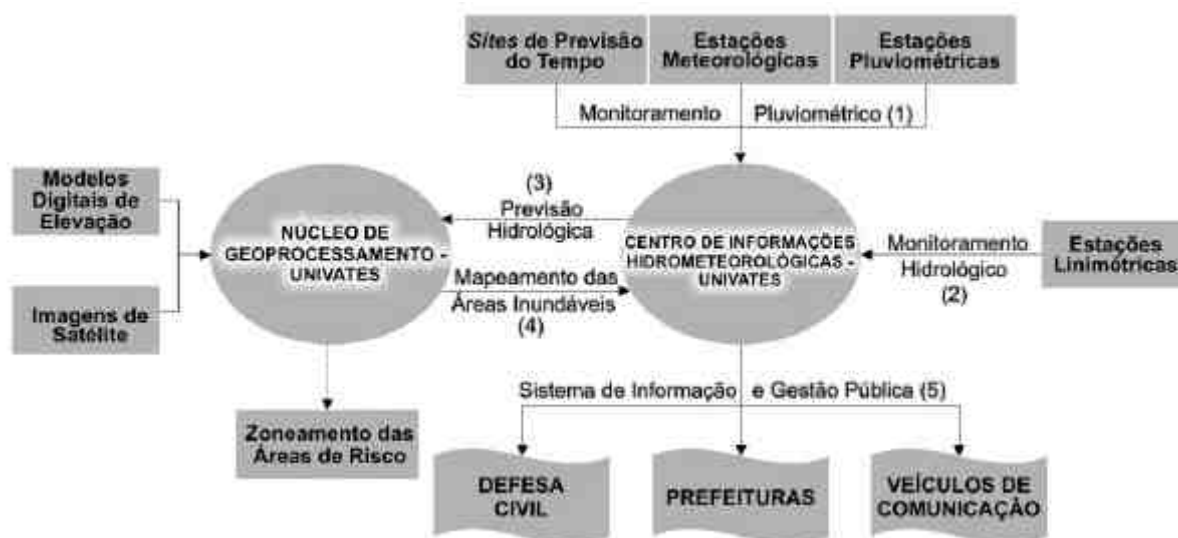 Sites de Previsão
do Tempo
Estações
Meteorológicas
Estações
Pluviométricas
Monitoramento Pluviométrico (1)
Modelos
Digitais de
Elevação
Imagens de
Satélite
NÚCLEO DE
GEOPROCESSAMENTO -
UNIVATES
(3)
Previsão
Hidrológica
Mapeamento das
Áreas Inundáveis
(4)
CENTRO DE INFORMAÇÕES
HIDROMETEOROLÓGICAS -
UNIVATES
Monitoramento
Hidrológico
(2)
Estações
Linimótricas
Zoneamento das
Áreas de Risco
Sistema de Informação e Gestão Pública (5)
DEFESA
CIVIL
PREFEITURAS
VEÍCULOS DE
COMUNICAÇÃO